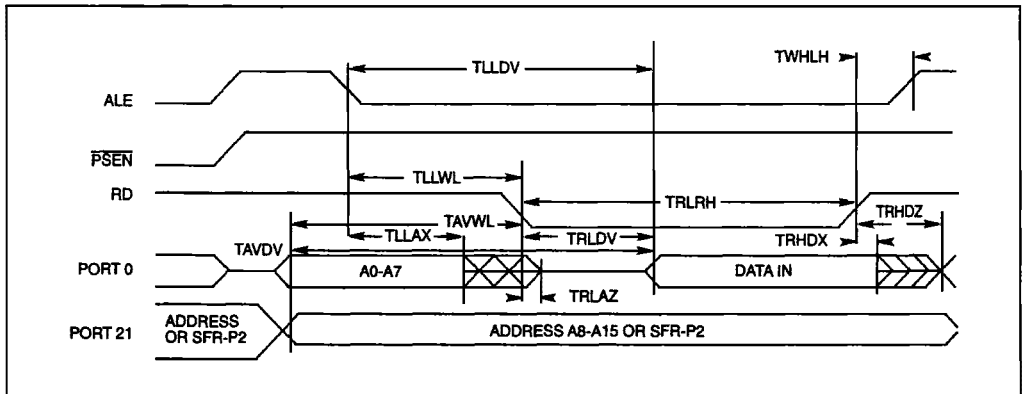 TLLDV
TWHLH
ALE
PSEN
TLLWL
RD
TRLRH
TAVWL
TRHDZ
TLLAX
TRLDV
TRHDX
TAVDV
PORT 0
A0-A7
DATA IN
TRLAZ
PORT 21
ADDRESS
OR SFR-P2
ADDRESS A8-A15 OR SFR-P2